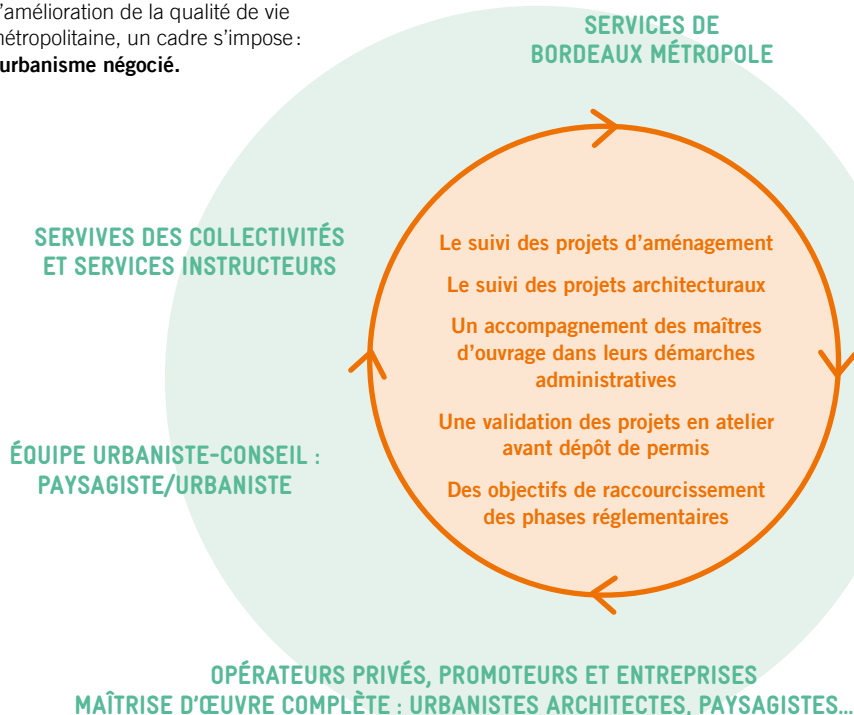 l'amélioration de la qualité de vie
métropolitaine, un cadre s'impose :
urbanisme négocié.
SERVICES DE
BORDEAUX MÉTROPOLE
SERVIVES DES COLLECTIVITÉS
ET SERVICES INSTRUCTEURS
Le suivi des projets d'aménagement
Le suivi des projets architecturaux
Un accompagnement des maîtres
d'ouvrage dans leurs démarches
administratives
Une validation des projets en atelier
avant dépôt de permis
Des objectifs de raccourcissement
des phases réglementaires
ÉQUIPE URBANISTE-CONSEIL :
PAYSAGISTE/URBANISTE
OPÉRATEURS PRIVÉS, PROMOTEURS ET ENTREPRISES
MAÎTRISE D'ŒUVRE COMPLÈTE : URBANISTES ARCHITECTES, PAYSAGISTES...